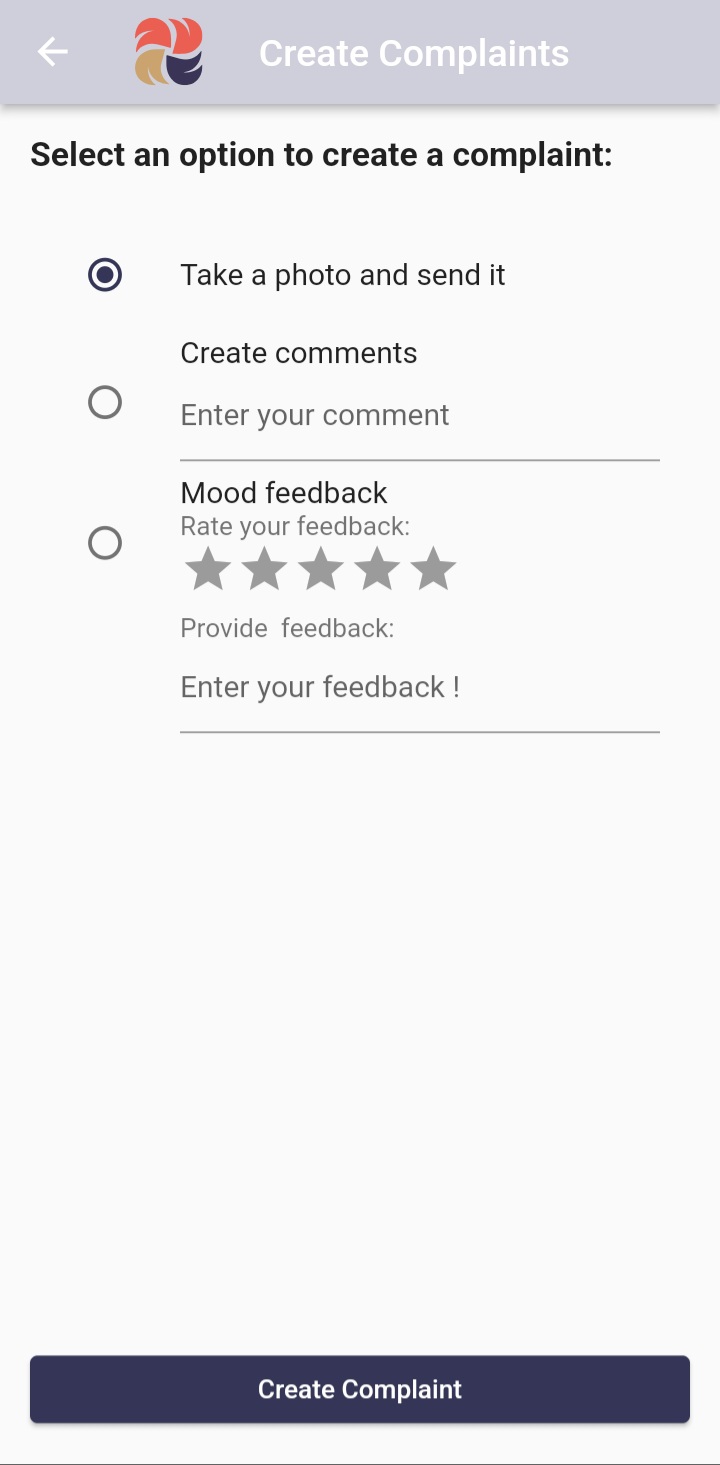 Create Complaints
Select an option to create a complaint:
Take a photo and send it
Create comments
Enter your comment
Mood feedback
Rate your feedback:
Provide  feedback:
Enter your feedback !
Create Complaint